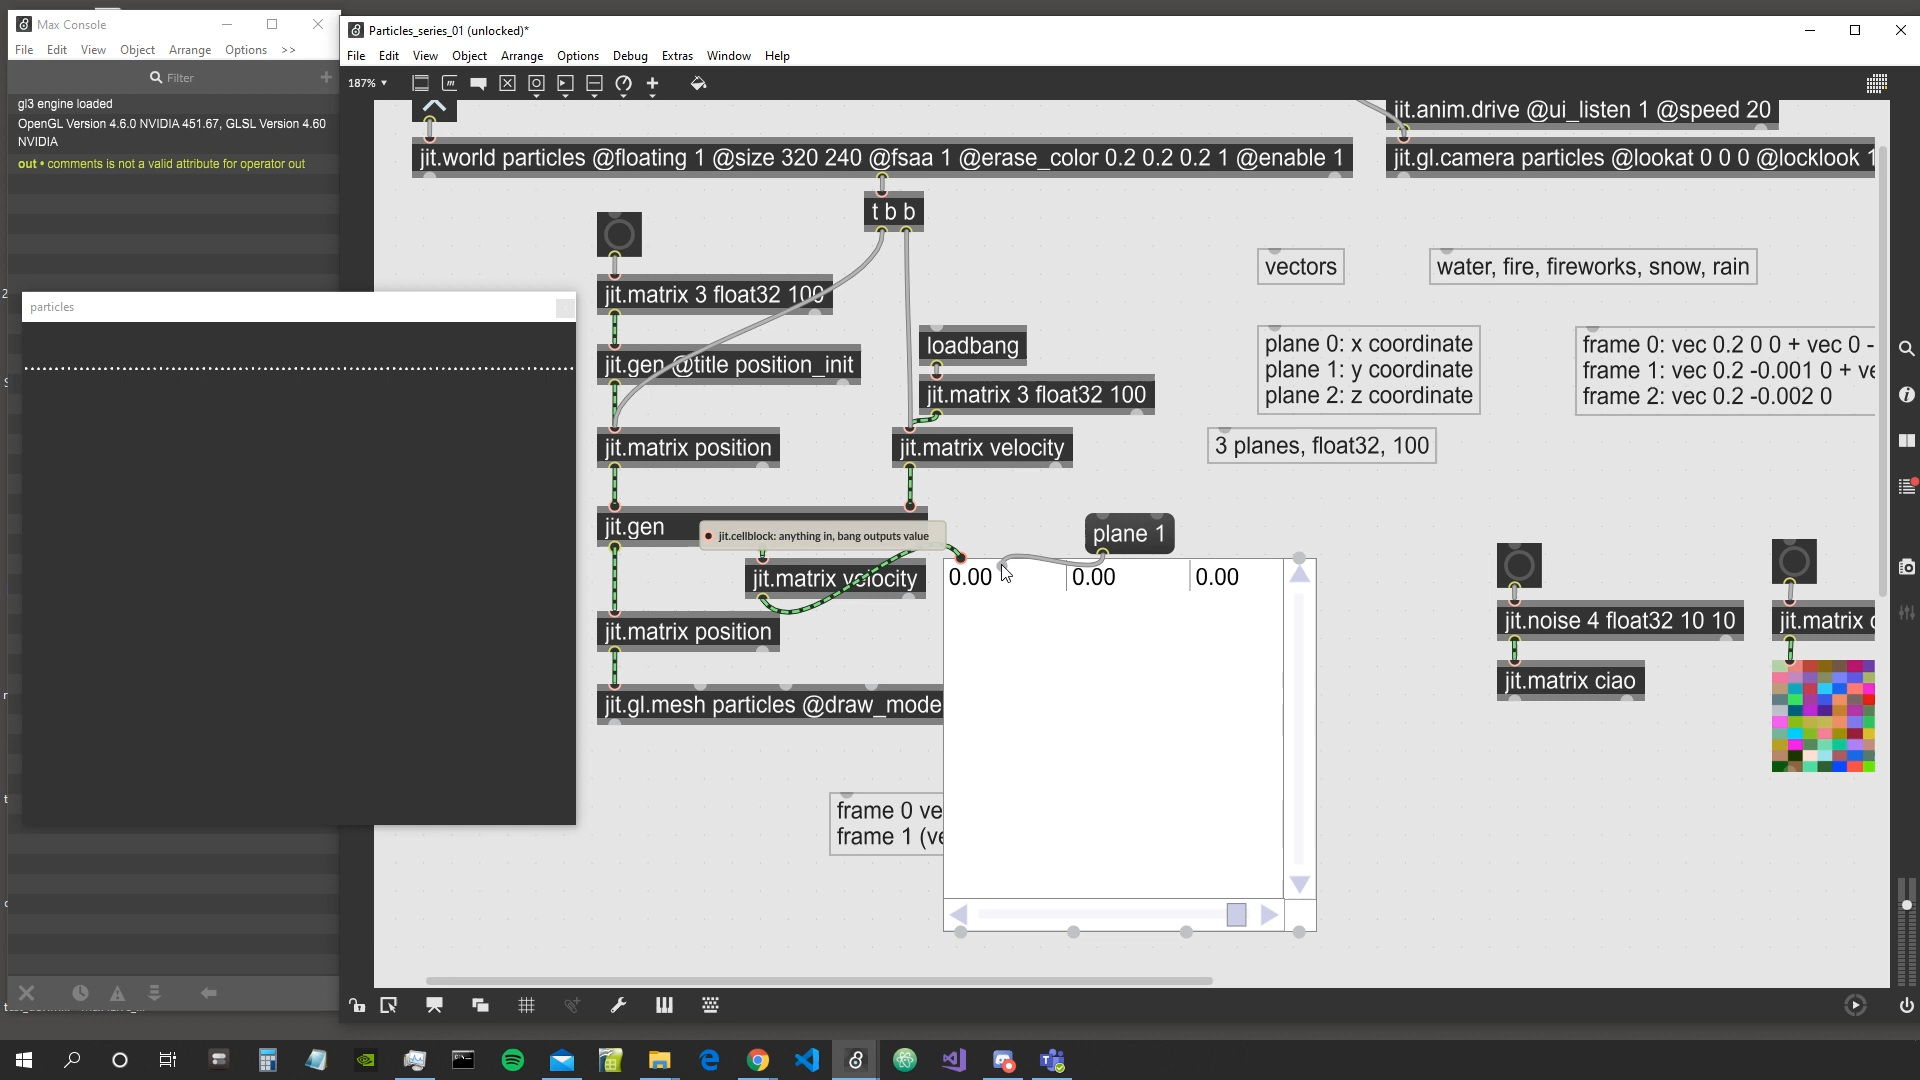 Max Console
File Edit View Object Arrange Options >>
Filter
gl3 engine loaded
OpenGL Version 4.6.0 NVIDIA 451.67, GLSL Version 4.60
NVIDIA
out • comments is not a valid attribute for operator out
particles
Particles_series_01 (unlocked)*
File Edit View Object Arrange Options Debug Extras Window Help
187%
jit.anim.drive @ui_listen 1 @speed 20
jit.world particles @floating 1 @size 320 240 @fsaa 1 @erase_color 0.2 0.2 0.2 1 @enable 1
jit.gl.camera particles @lookat 0 0 0 @locklook 1
t b b
vectors
water, fire, fireworks, snow, rain
jit.matrix 3 float32 100
loadbang
plane 0: x coordinate
plane 1: y coordinate
plane 2: z coordinate
frame 0: vec 0.2 0 0 + vec 0 -
frame 1: vec 0.2 -0.001 0 + ve
frame 2: vec 0.2 -0.002 0
jit.gen @title position_init
jit.matrix 3 float32 100
jit.matrix position
jit.matrix velocity
3 planes, float32, 100
jit.gen
jit.cellblock: anything in, bang outputs value
plane 1
jit.matrix velocity
0.00 0.00 0.00
jit.matrix position
jit.noise 4 float32 10 10
jit.matrix c
jit.gl.mesh particles @draw_mode
jit.matrix ciao
frame 0 ve
frame 1 (ve